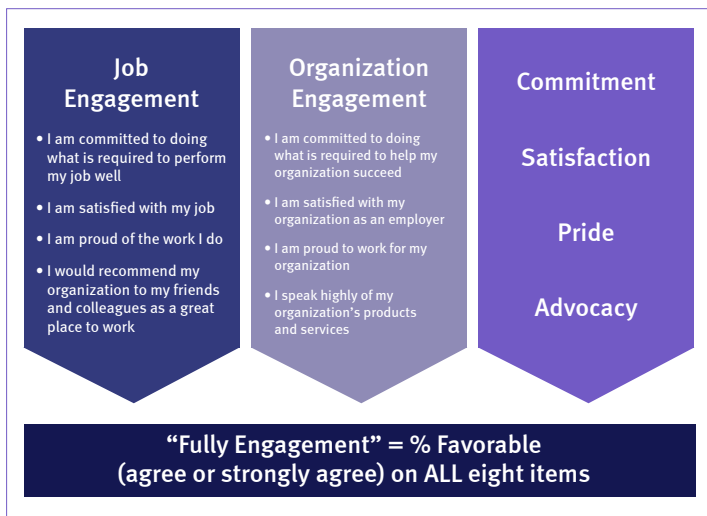 Job
Engagement
• I am committed to doing
what is required to perform
my job well
• I am satisfied with my job
• I am proud of the work I do
• I would recommend my
organization to my friends
and colleagues as a great
place to work
Organization
Engagement
• I am committed to doing
what is required to help my
organization succeed
• I am satisfied with my
organization as an employer
• I am proud to work for my
organization
• I speak highly of my
organization’s products
and services
Commitment
Satisfaction
Pride
Advocacy
“Fully Engagement” = % Favorable
(agree or strongly agree) on ALL eight items